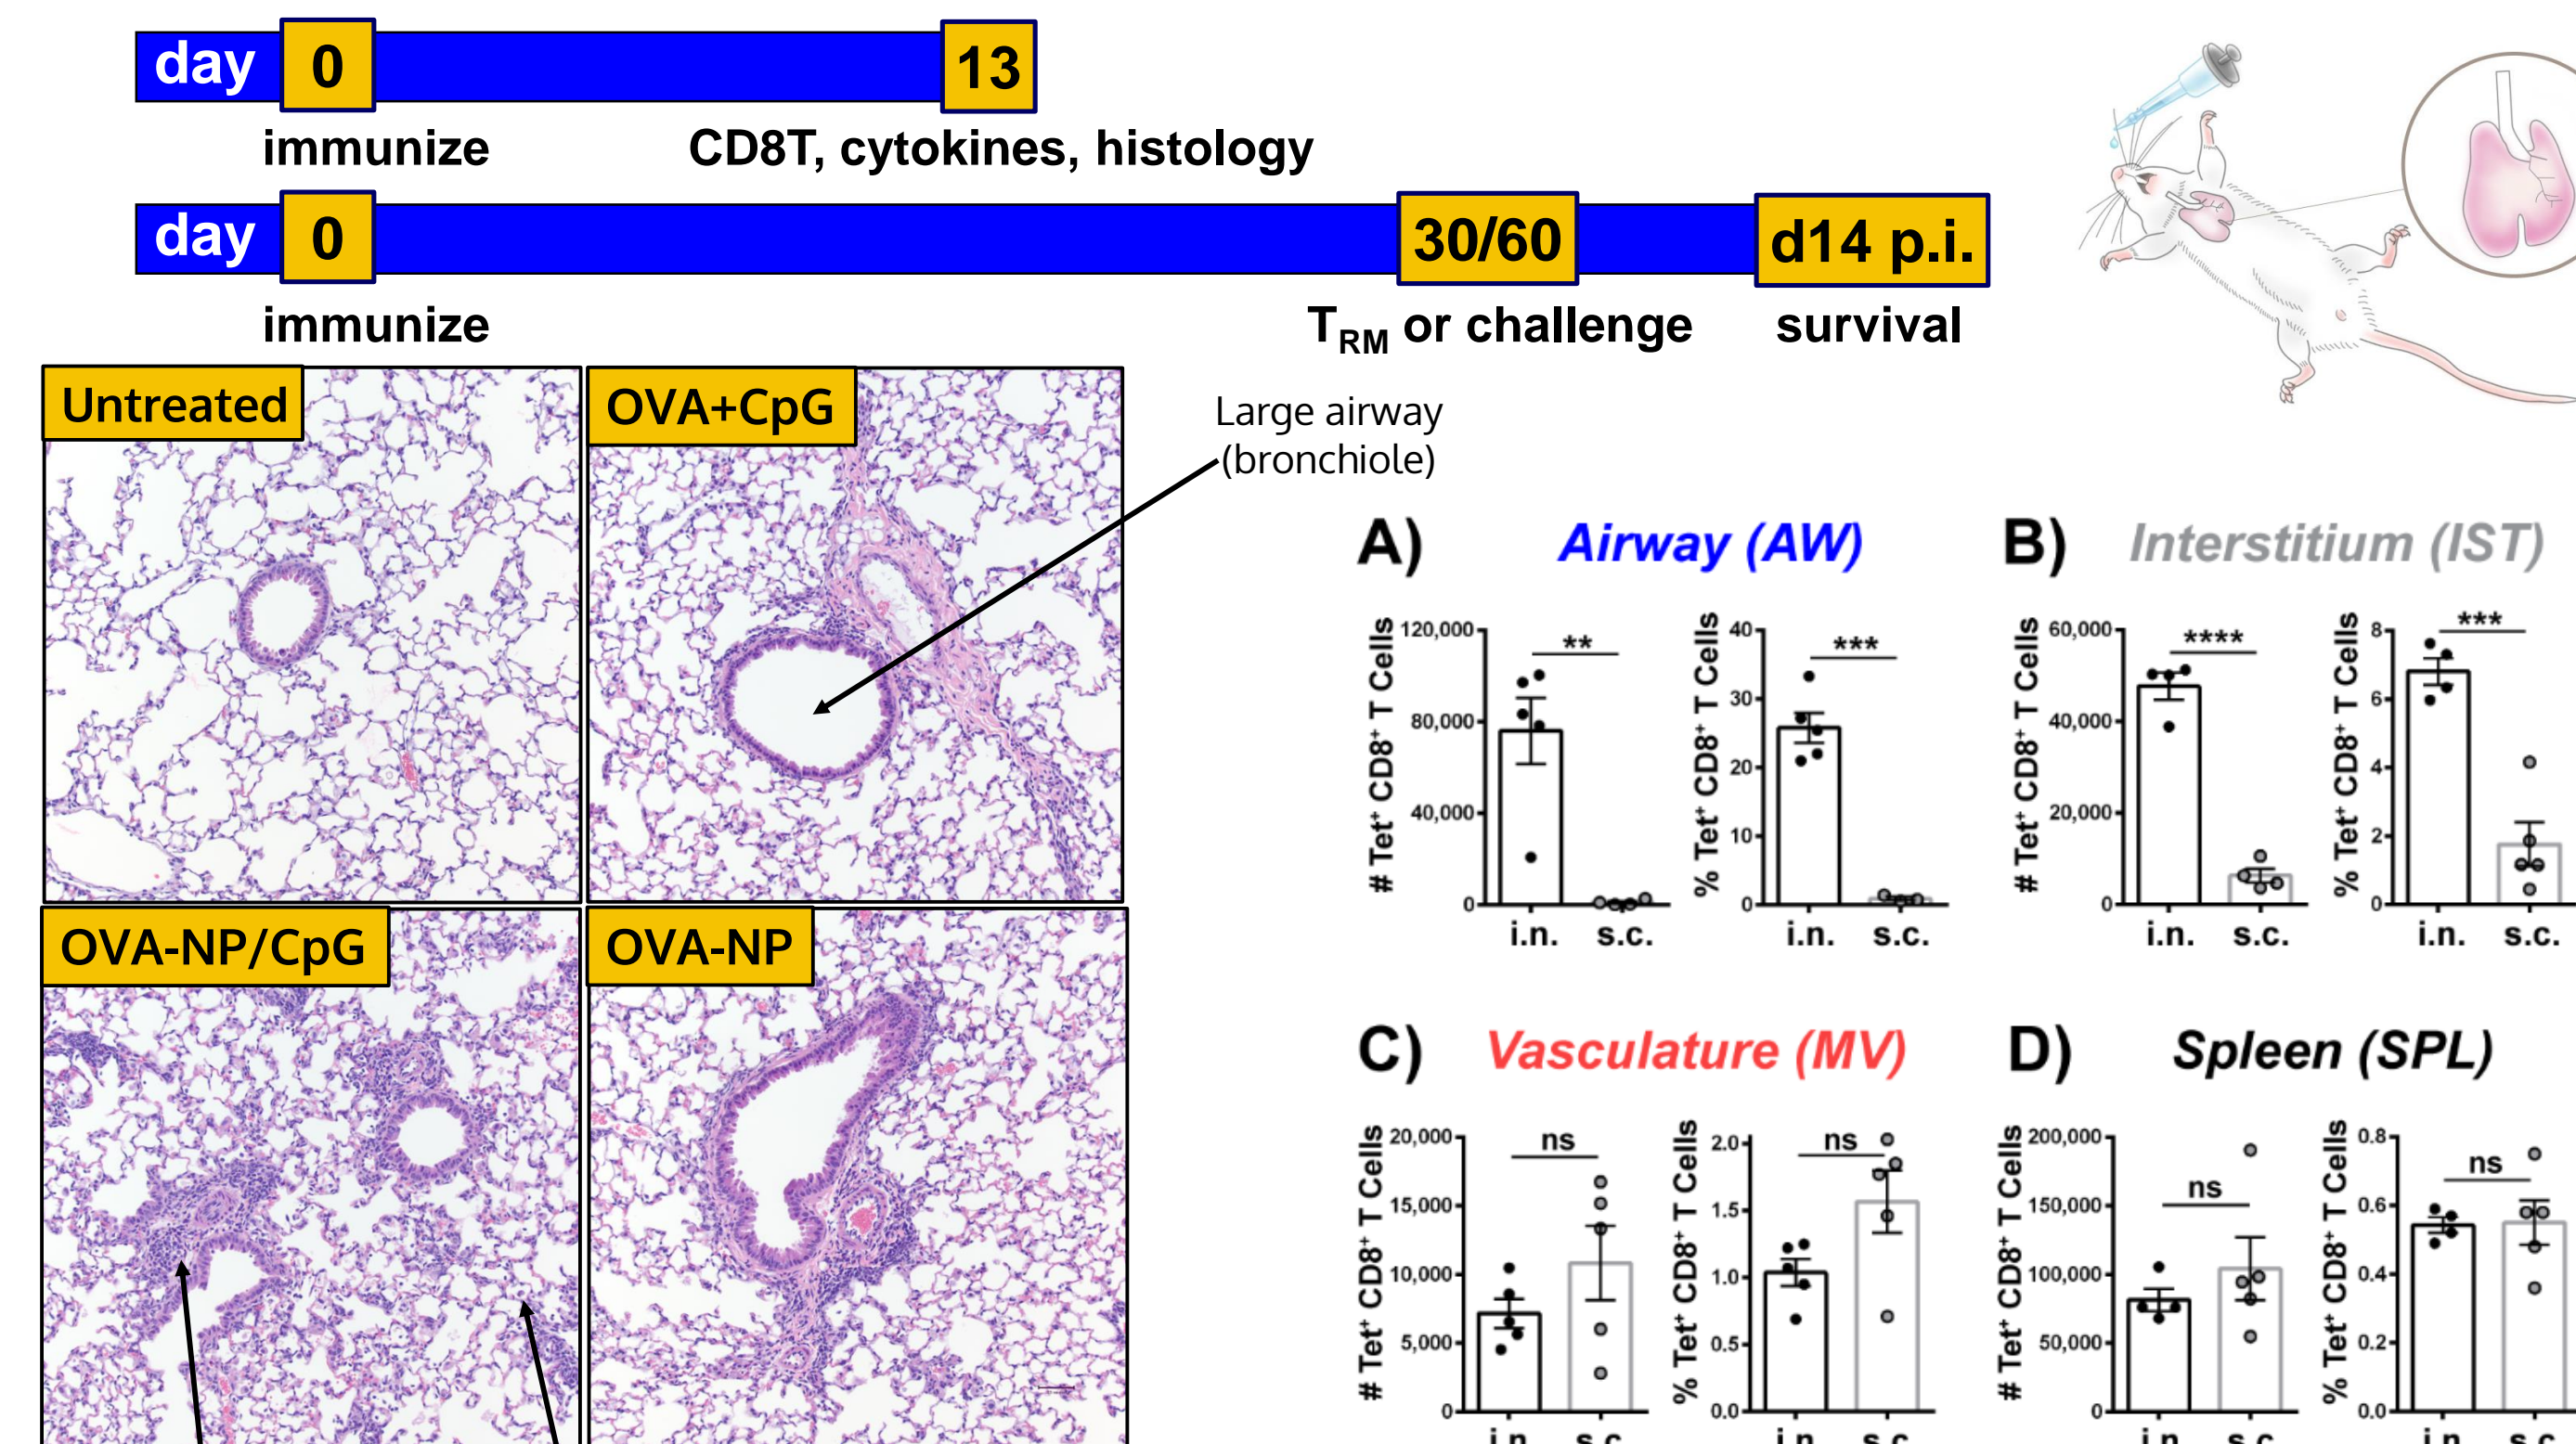 day 0 13
immunize CD8T, cytokines, histology
day 0 30/60 d14 p.i.
immunize T_RM or challenge survival
Untreated
OVA+CpG
Large airway
(bronchiole)
OVA-NP/CpG
OVA-NP
A) Airway (AW)
# Tet⁺ CD8⁺ T Cells
120,000
80,000
40,000
0
**
i.n. s.c.
% Tet⁺ CD8⁺ T Cells
40
30
20
10
0
***
i.n. s.c.
B) Interstitium (IST)
# Tet⁺ CD8⁺ T Cells
60,000
40,000
20,000
0
****
i.n. s.c.
% Tet⁺ CD8⁺ T Cells
8
6
4
2
0
***
i.n. s.c.
C) Vasculature (MV)
# Tet⁺ CD8⁺ T Cells
20,000
15,000
10,000
5,000
0
ns
i.n. s.c.
% Tet⁺ CD8⁺ T Cells
2.0
1.5
1.0
0.5
0.0
ns
i.n. s.c.
D) Spleen (SPL)
# Tet⁺ CD8⁺ T Cells
200,000
150,000
100,000
50,000
0
ns
i.n. s.c.
% Tet⁺ CD8⁺ T Cells
0.8
0.6
0.4
0.2
0.0
ns
i.n. s.c.